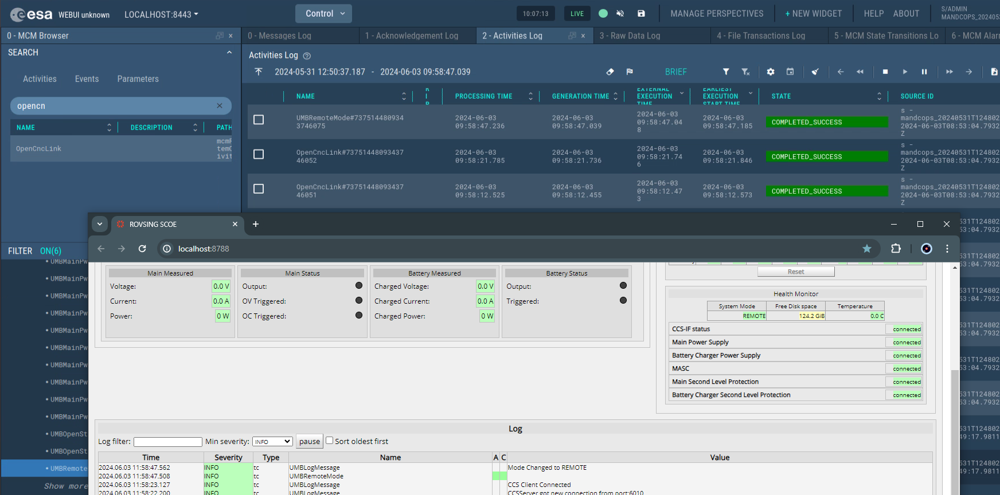 esa WEBUI unknown LOCALHOST:8443 Control 10:07:13 LIVE MANAGE PERSPECTIVES + NEW WIDGET HELP ABOUT S/ADMIN
MANDCOPS_202405
0 - MCM Browser × 0 - Messages Log 1 - Acknowledgement Log 2 - Activities Log × 3 - Raw Data Log 4 - File Transactions Log 5 - MCM State Transitions Lo 6 - MCM Alar
SEARCH
Activities Log
Activities Events Parameters
2024-05-31 12:50:37.187 - 2024-06-03 09:58:47.039 BRIEF
opencn
NAME DESCRIPTION PATH
OpenCncLink
mcmR
temC
ivit
NAME PROCESSING TIME GENERATION TIME EXTERNAL EXECUTION TIME EARLIEST EXECUTION START TIME STATE SOURCE ID
UMBRemoteMode#737514480934
3746075
2024-06-03
09:58:47.236
2024-06-03
09:58:47.039
2024-06-03
09:58:47.04
8
2024-06-03
09:58:47.185
COMPLETED_SUCCESS
s -
mandcops_20240531T124802
2024-06-03T08:53:04.7932
Z
OpenCncLink#73751448093437
46052
2024-06-03
09:58:21.785
2024-06-03
09:58:21.736
2024-06-03
09:58:21.74
6
2024-06-03
09:58:21.846
COMPLETED_SUCCESS
s -
mandcops_20240531T124802
2024-06-03T08:53:04.7932
Z
OpenCncLink#73751448093437
46051
2024-06-03
09:58:12.525
2024-06-03
09:58:12.455
2024-06-03
09:58:12.47
3
2024-06-03
09:58:12.573
COMPLETED_SUCCESS
s -
mandcops_20240531T124802
2024-06-03T08:53:04.7932
Z
FILTER ON(6)
UMBMainPw
UMBMainPw
UMBMainPw
UMBMainPw
UMBMainPw
UMBMainPw
UMBMainPw
UMBMainPw
UMBMainPw
UMBMainPw
UMBOpenSt
UMBOpenSt
UMBRemote
Show more
ROVSING SCOE
localhost:8788
Main Measured
Voltage: 0.0 V
Current: 0.0 A
Power: 0 W
Main Status
Output:
OV Triggered:
OC Triggered:
Battery Measured
Charged Voltage: 0.0 V
Charged Current: 0.0 A
Charged Power: 0 W
Battery Status
Output:
Triggered:
Reset
Health Monitor
System Mode Free Disk space Temperature
REMOTE 124.2 GiB 0.0 C
CCS-IF status connected
Main Power Supply connected
Battery Charger Power Supply connected
MASC connected
Main Second Level Protection connected
Battery Charger Second Level Protection connected
Log
Log filter: Min severity: INFO pause Sort oldest first
Time Severity Type Name A C Value
2024.06.03 11:58:47.562 INFO tc UMBLogMessage Mode Changed to REMOTE
2024.06.03 11:58:47.508 INFO tc UMBRemoteMode
2024.06.03 11:58:23.127 INFO tc UMBLogMessage CCS Client Connected
2024.06.03 11:58:22.200 INFO tc UMBLogMessage CCSServer got new connection from port:6010
531T124802
53:04.7932
531T124802
53:04.7932
531T124802
53:04.7932
531T124802
53:04.7932
531T124802
53:04.7932
531T124802
53:04.7932
531T124802
49:17.9811
531T124802
49:17.9811